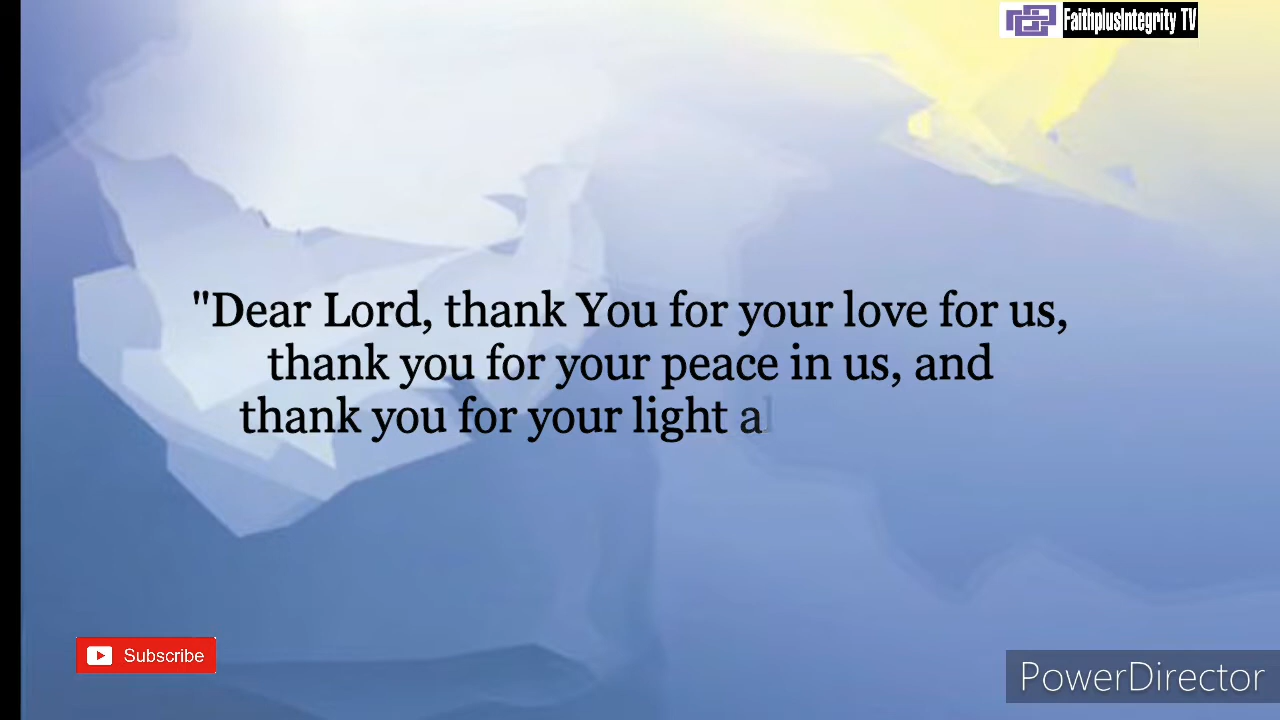 FaithplusIntegrity TV
"Dear Lord, thank You for your love for us,
thank you for your peace in us, and
thank you for your light
Subscribe
PowerDirector